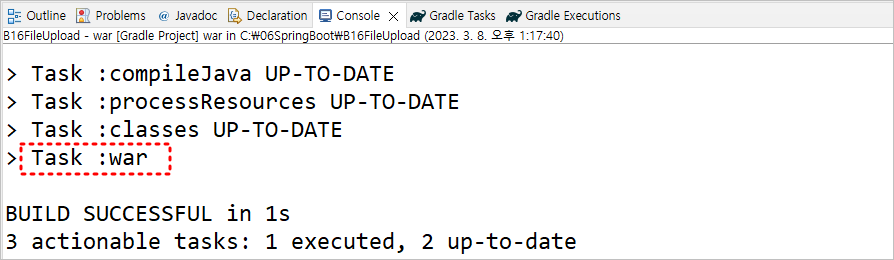 Outline Problems @ Javadoc Declaration Console Gradle Tasks Gradle Executions
B16FileUpload - war [Gradle Project] war in C:₩06SpringBoot₩B16FileUpload (2023. 3. 8. 오후 1:17:40)
> Task :compileJava UP-TO-DATE
> Task :processResources UP-TO-DATE
> Task :classes UP-TO-DATE
> Task :war
BUILD SUCCESSFUL in 1s
3 actionable tasks: 1 executed, 2 up-to-date